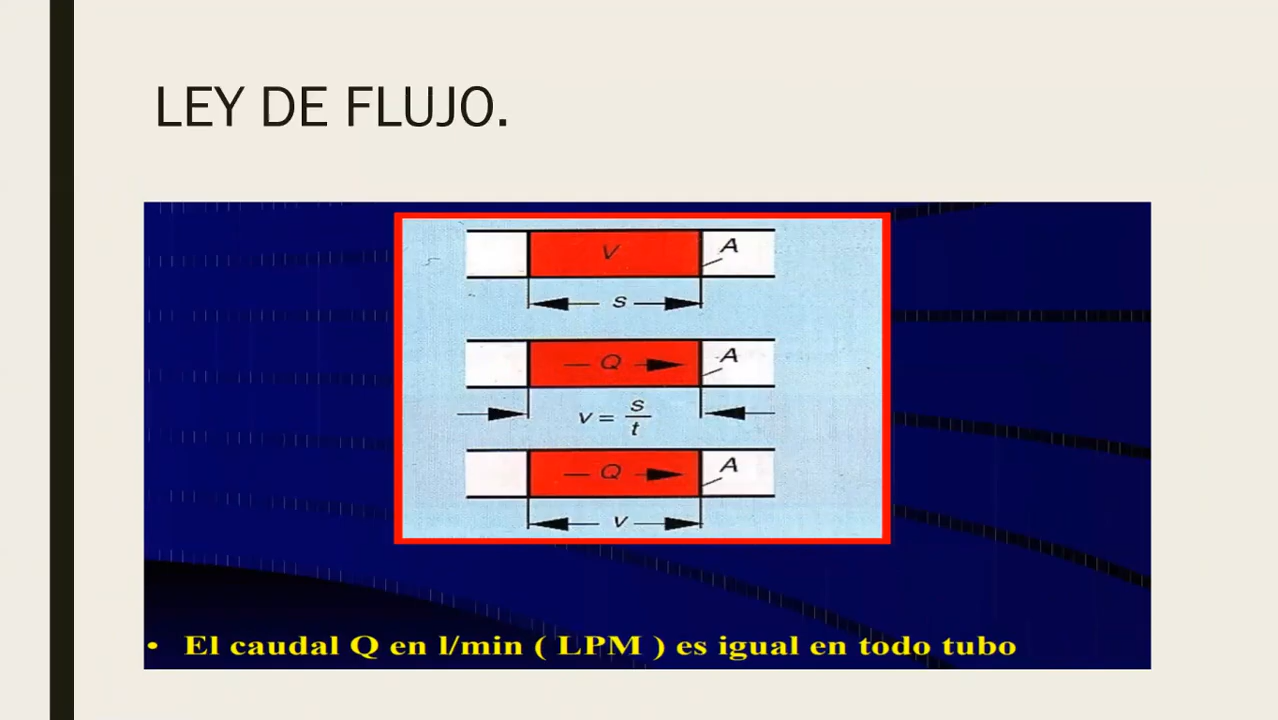 LEY DE FLUJO.
V A
s
Q A
v = s/t
Q A
v
• El caudal Q en l/min ( LPM ) es igual en todo tubo